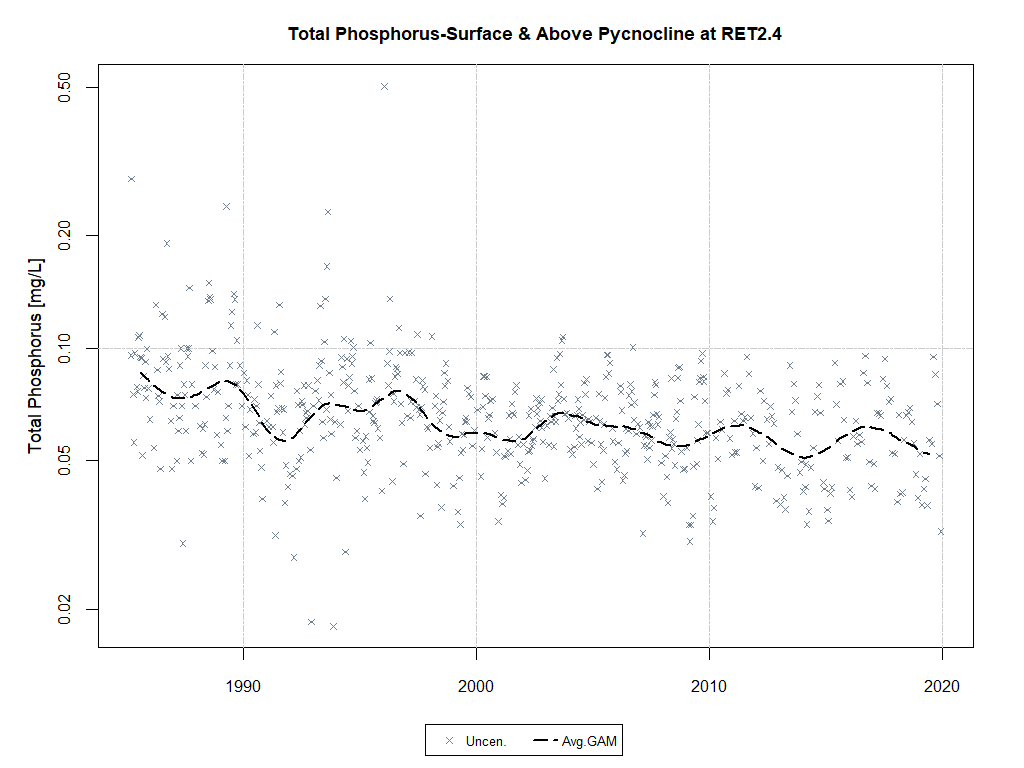 Total Phosphorus-Surface & Above Pycnocline at RET2.4
Total Phosphorus [mg/L]
0.50
0.20
0.10
0.05
0.02
1990 2000 2010 2020
Uncen. Avg.GAM